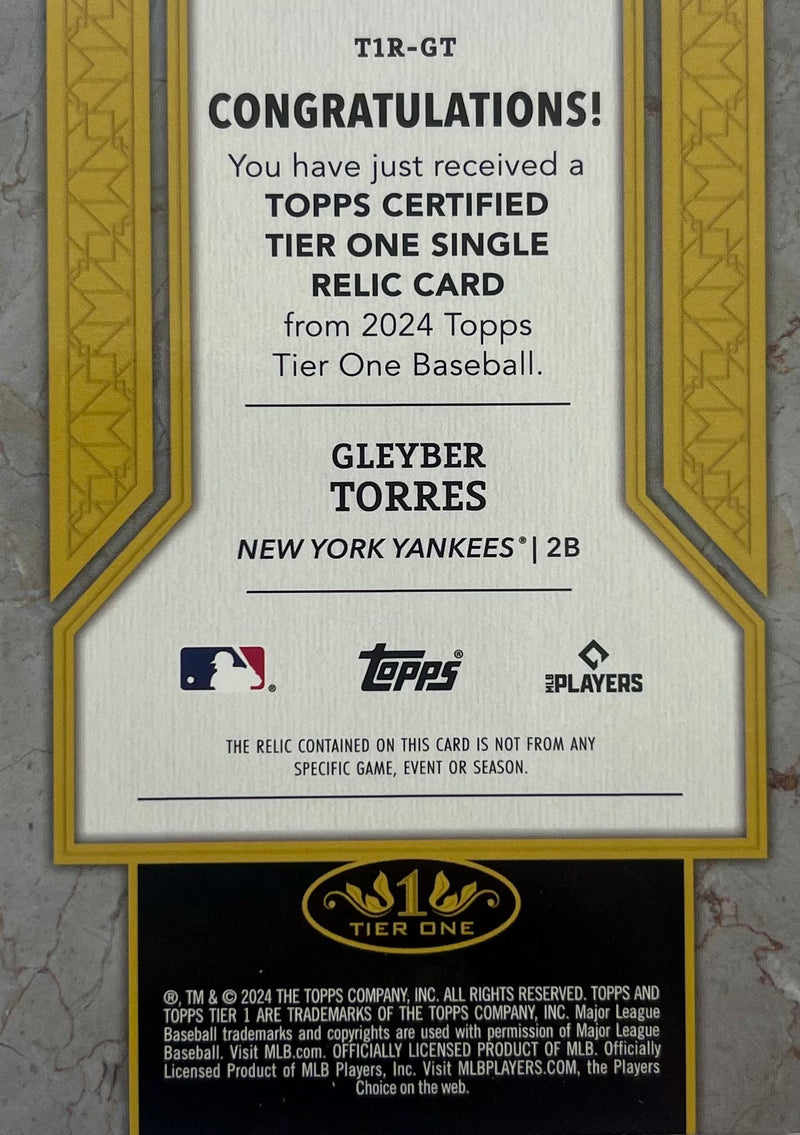 T1R-GT
CONGRATULATIONS!
You have just received a
TOPPS CERTIFIED
TIER ONE SINGLE
RELIC CARD
from 2024 Topps
Tier One Baseball.
GLEYBER
TORRES
NEW YORK YANKEES® | 2B
®
Topps®
MLB PLAYERS
THE RELIC CONTAINED ON THIS CARD IS NOT FROM ANY
SPECIFIC GAME, EVENT OR SEASON.
1
TIER ONE
®, TM & © 2024 THE TOPPS COMPANY, INC. ALL RIGHTS RESERVED. TOPPS AND
TOPPS TIER 1 ARE TRADEMARKS OF THE TOPPS COMPANY, INC. Major League
Baseball trademarks and copyrights are used with permission of Major League
Baseball. Visit MLB.com. OFFICIALLY LICENSED PRODUCT OF MLB. Officially
Licensed Product of MLB Players, Inc. Visit MLBPLAYERS.COM, the Players
Choice on the web.